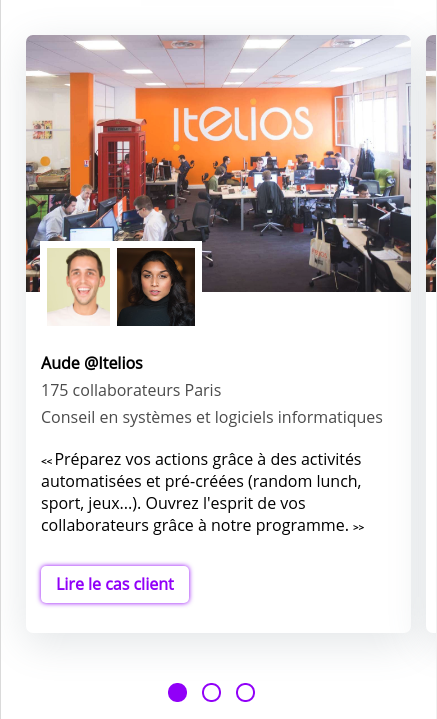 itelios
Aude @Itelios
175 collaborateurs Paris
Conseil en systèmes et logiciels informatiques
<< Préparez vos actions grâce à des activités
automatisées et pré-créées (random lunch,
sport, jeux...). Ouvrez l'esprit de vos
collaborateurs grâce à notre programme. >>
Lire le cas client